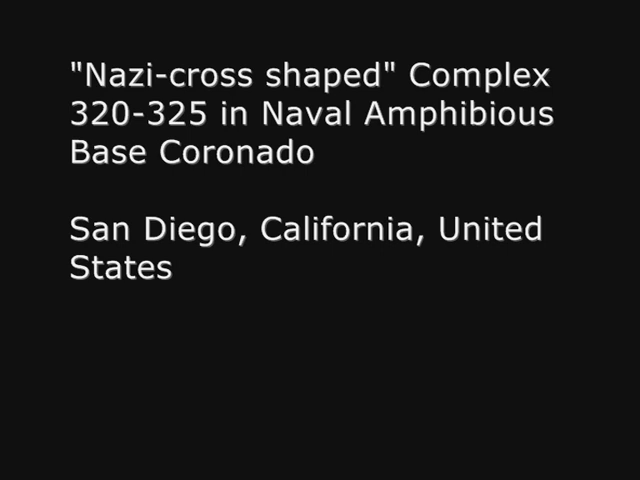 "Nazi-cross shaped" Complex
320-325 in Naval Amphibious
Base Coronado
San Diego, California, United
States